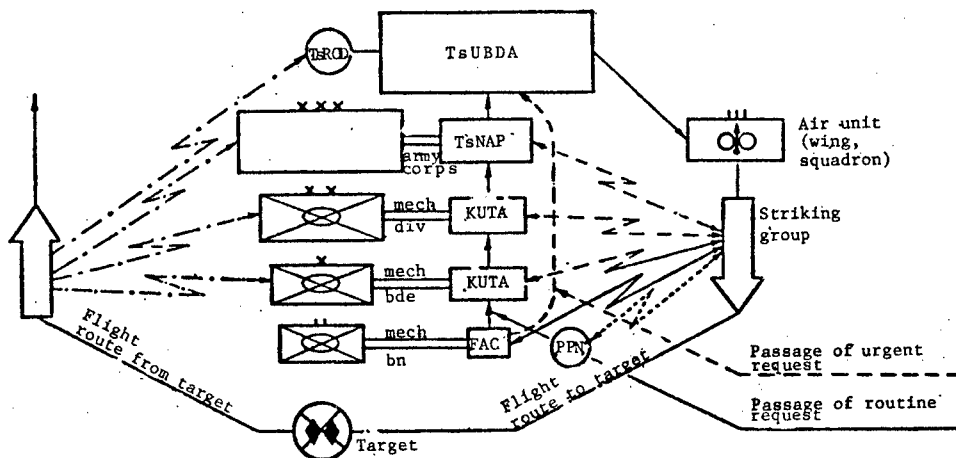 TsROD
TsUBDA
TsNAP
army
corps
Air unit
(wing,
squadron)
mech
div
KUTA
Striking
group
mech
bde
KUTA
mech
bn
FAC
PPN
Flight
route from target
Flight
route to target
Target
Passage of urgent
request
Passage of routine
request